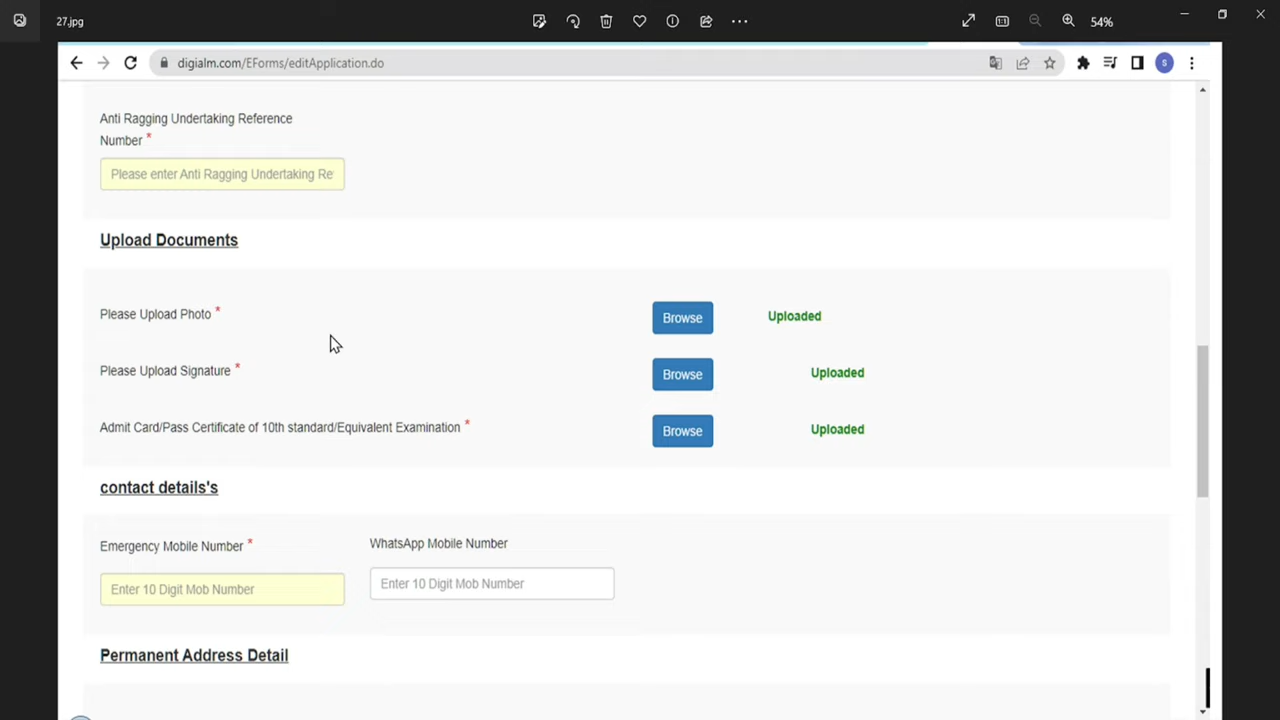 27.jpg
54%
digialm.com/EForms/editApplication.do
S
Anti Ragging Undertaking Reference
Number *
Please enter Anti Ragging Undertaking Re
Upload Documents
Please Upload Photo * Browse Uploaded
Please Upload Signature * Browse Uploaded
Admit Card/Pass Certificate of 10th standard/Equivalent Examination * Browse Uploaded
contact details's
Emergency Mobile Number * WhatsApp Mobile Number
Enter 10 Digit Mob Number Enter 10 Digit Mob Number
Permanent Address Detail